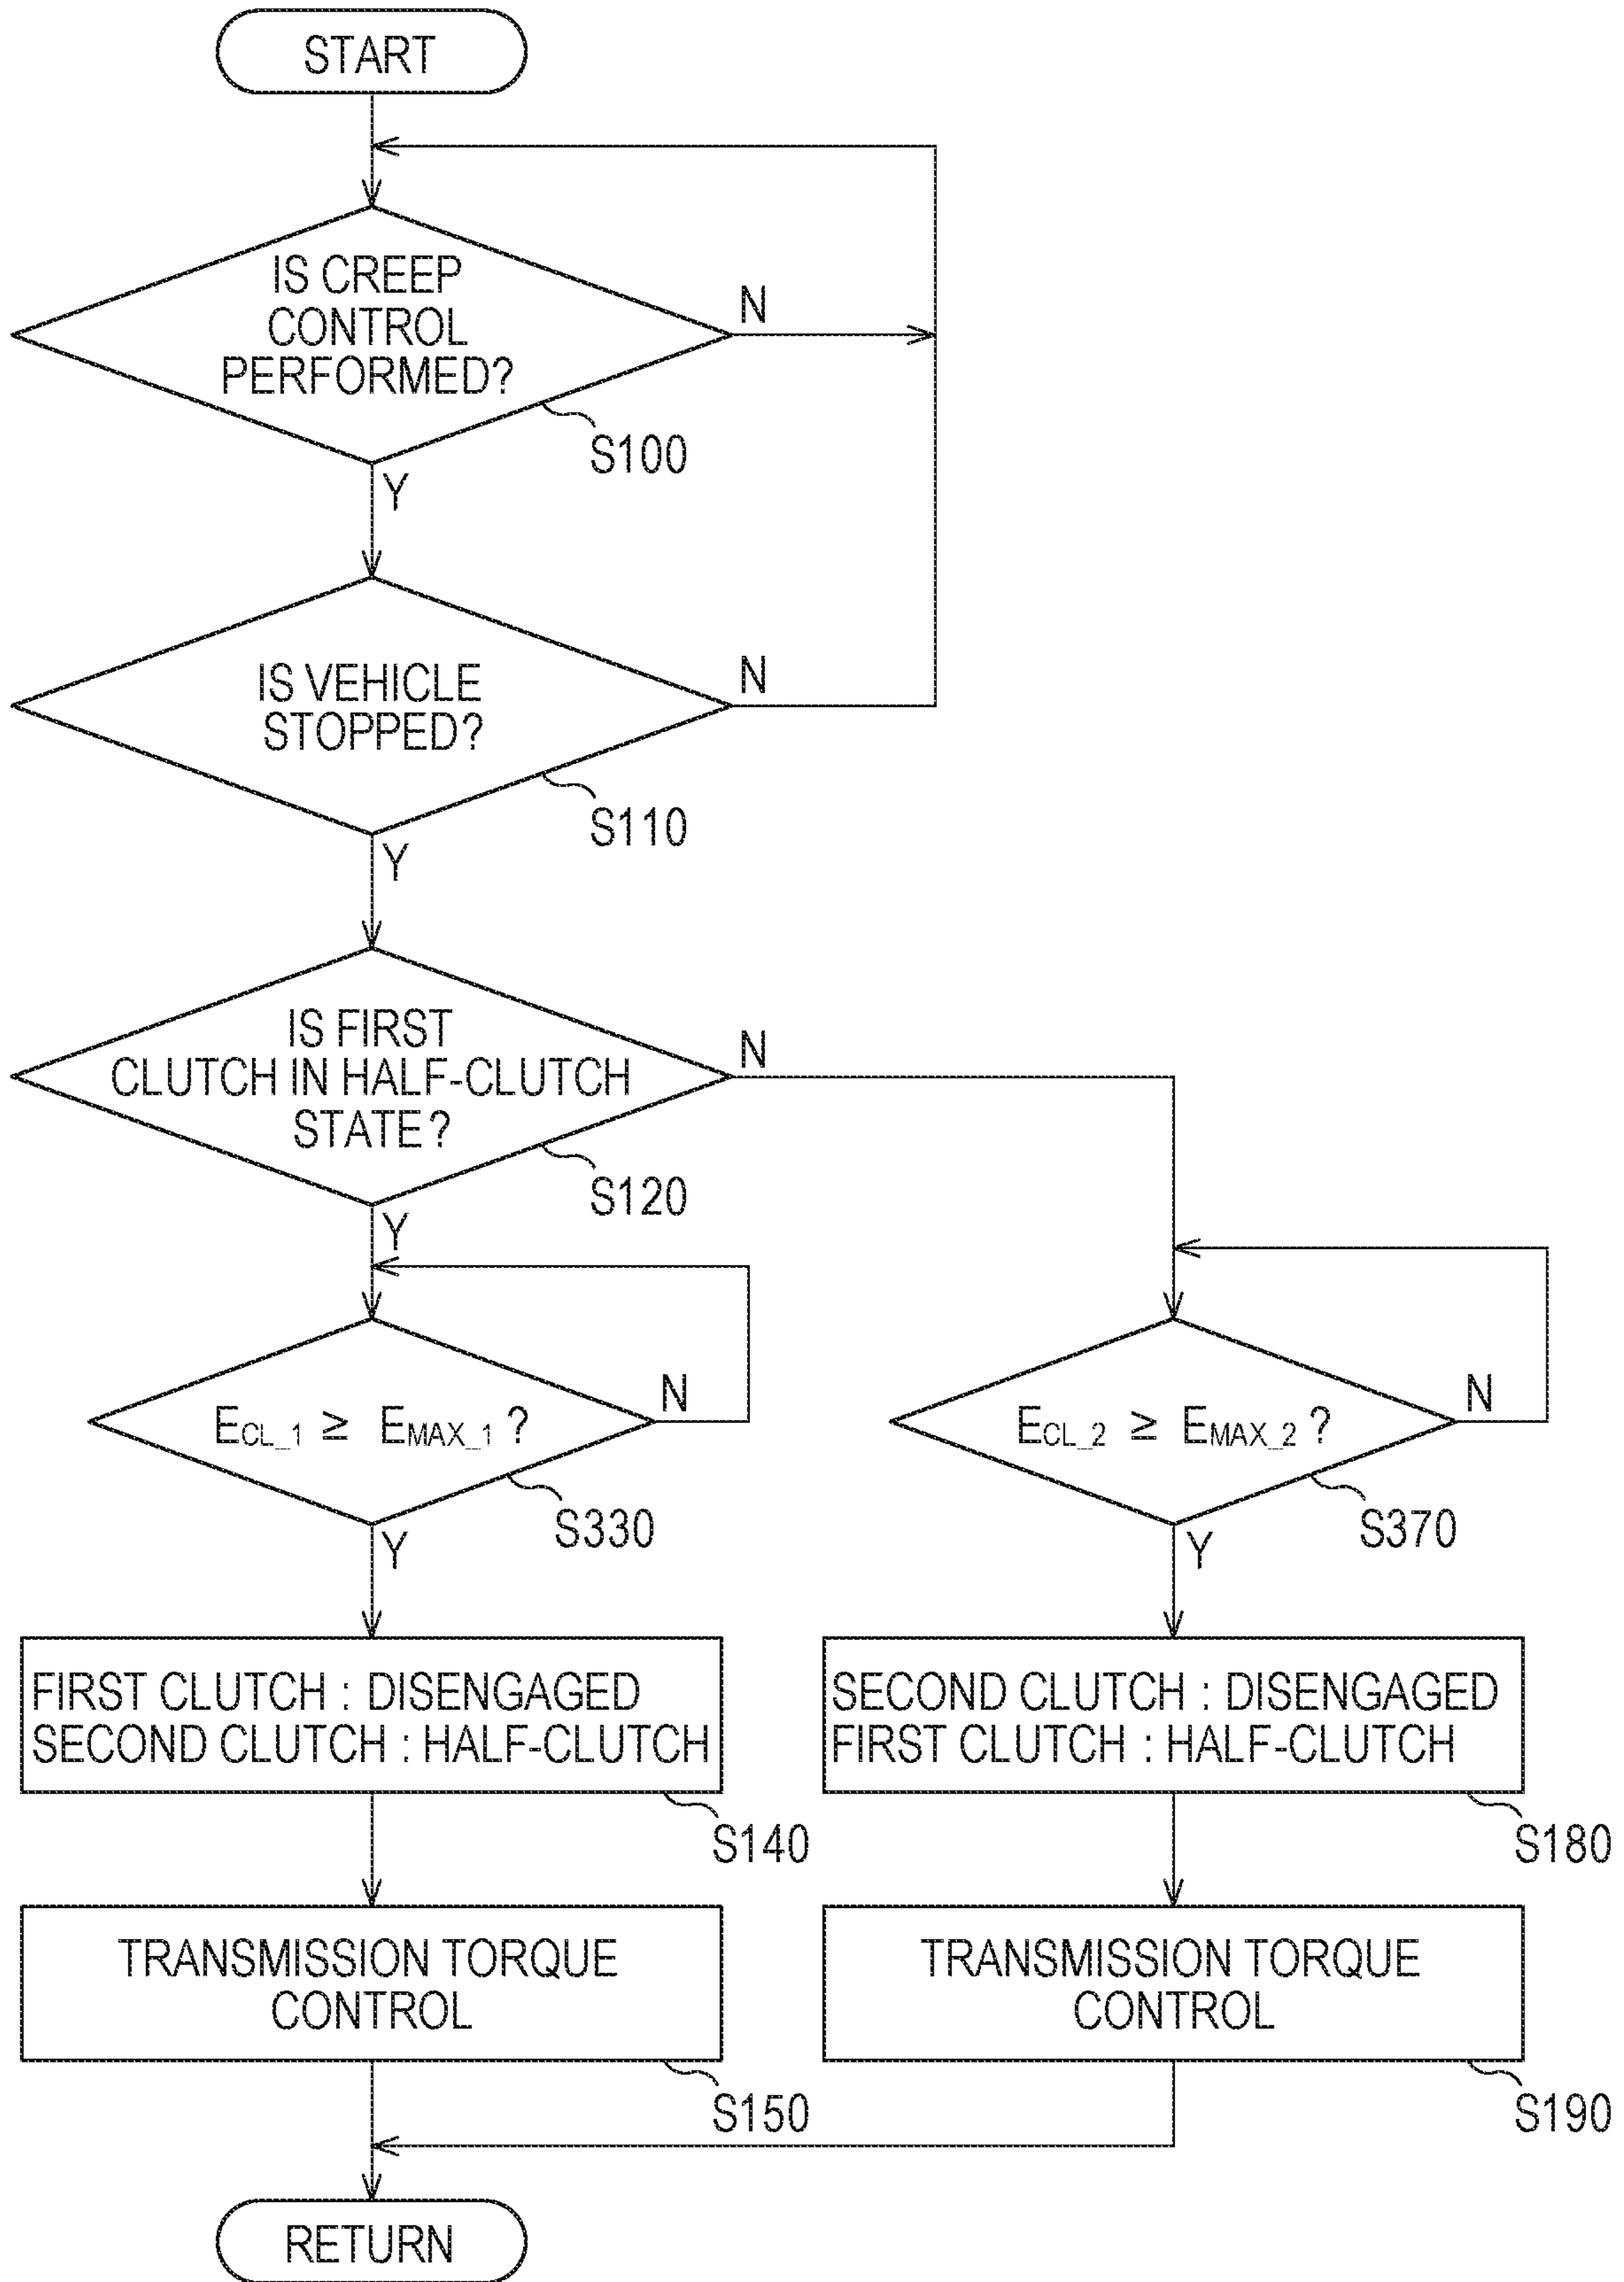 START
IS CREEP
CONTROL
PERFORMED?
N
S100
Y
IS VEHICLE
STOPPED?
N
S110
Y
IS FIRST
CLUTCH IN HALF-CLUTCH
STATE?
N
S120
Y
ECL_1 ≥ EMAX_1 ?
N
S330
Y
ECL_2 ≥ EMAX_2 ?
N
S370
Y
FIRST CLUTCH : DISENGAGED
SECOND CLUTCH : HALF-CLUTCH
S140
SECOND CLUTCH : DISENGAGED
FIRST CLUTCH : HALF-CLUTCH
S180
TRANSMISSION TORQUE
CONTROL
S150
TRANSMISSION TORQUE
CONTROL
S190
RETURN